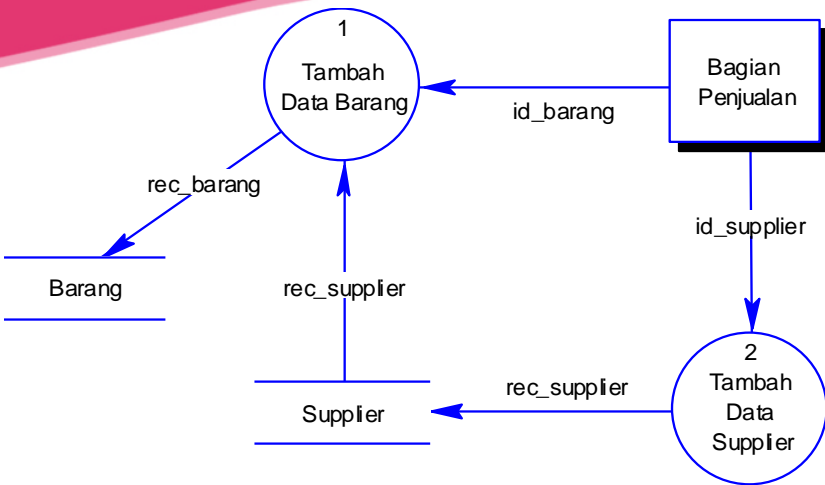 1
Tambah
Data Barang
Bagian
Penjualan
id_barang
rec_barang
id_supplier
Barang
rec_supplier
2
Tambah
Data
Supplier
rec_supplier
Supplier